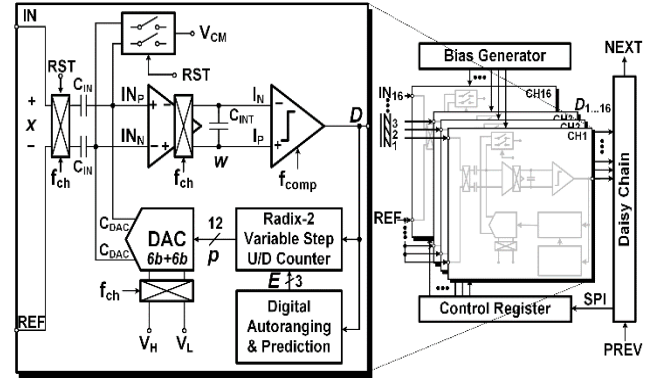 IN
RST
C_IN
IN_P
IN_N
C_IN
+
X
−
f_ch
V_CM
RST
+ −
− +
f_ch
I_N
C_INT
I_P
w
−
+
f_comp
D
C_DAC
C_DAC
DAC
6b+6b
12
p
Radix-2
Variable Step
U/D Counter
E
3
Digital
Autoranging
& Prediction
f_ch
V_H
V_L
REF
Bias Generator
IN_16
IN_3
IN_2
IN_1
REF
CH16
D_1...16
CH1
Control Register
SPI
NEXT
Daisy Chain
PREV